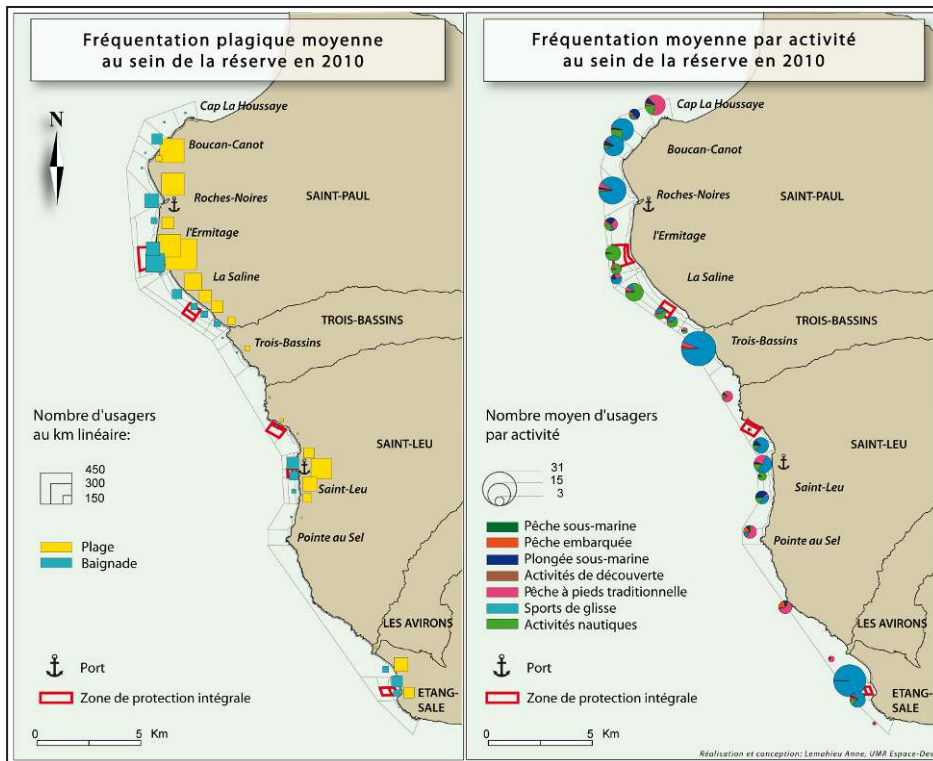 Fréquentation plagique moyenne
au sein de la réserve en 2010
N
Cap La Houssaye
Boucan-Canot
Roches-Noires
SAINT-PAUL
l'Ermitage
La Saline
TROIS-BASSINS
Trois-Bassins
Nombre d'usagers
au km linéaire:
450
300
150
SAINT-LEU
Saint-Leu
Plage
Baignade
Pointe au Sel
LES AVIRONS
Port
Zone de protection intégrale
ETANG-
SALE
0 5 Km
Fréquentation moyenne par activité
au sein de la réserve en 2010
Cap La Houssaye
Boucan-Canot
Roches-Noires
SAINT-PAUL
l'Ermitage
La Saline
TROIS-BASSINS
Trois-Bassins
Nombre moyen d'usagers
par activité
31
15
3
SAINT-LEU
Saint-Leu
Pêche sous-marine
Pêche embarquée
Plongée sous-marine
Activités de découverte
Pêche à pieds traditionnelle
Sports de glisse
Activités nautiques
Pointe au Sel
LES AVIRONS
Port
Zone de protection intégrale
ETANG-
SALE
0 5 Km
Réalisation et conception: Lemahieu Anne, UMR Espace-Dev